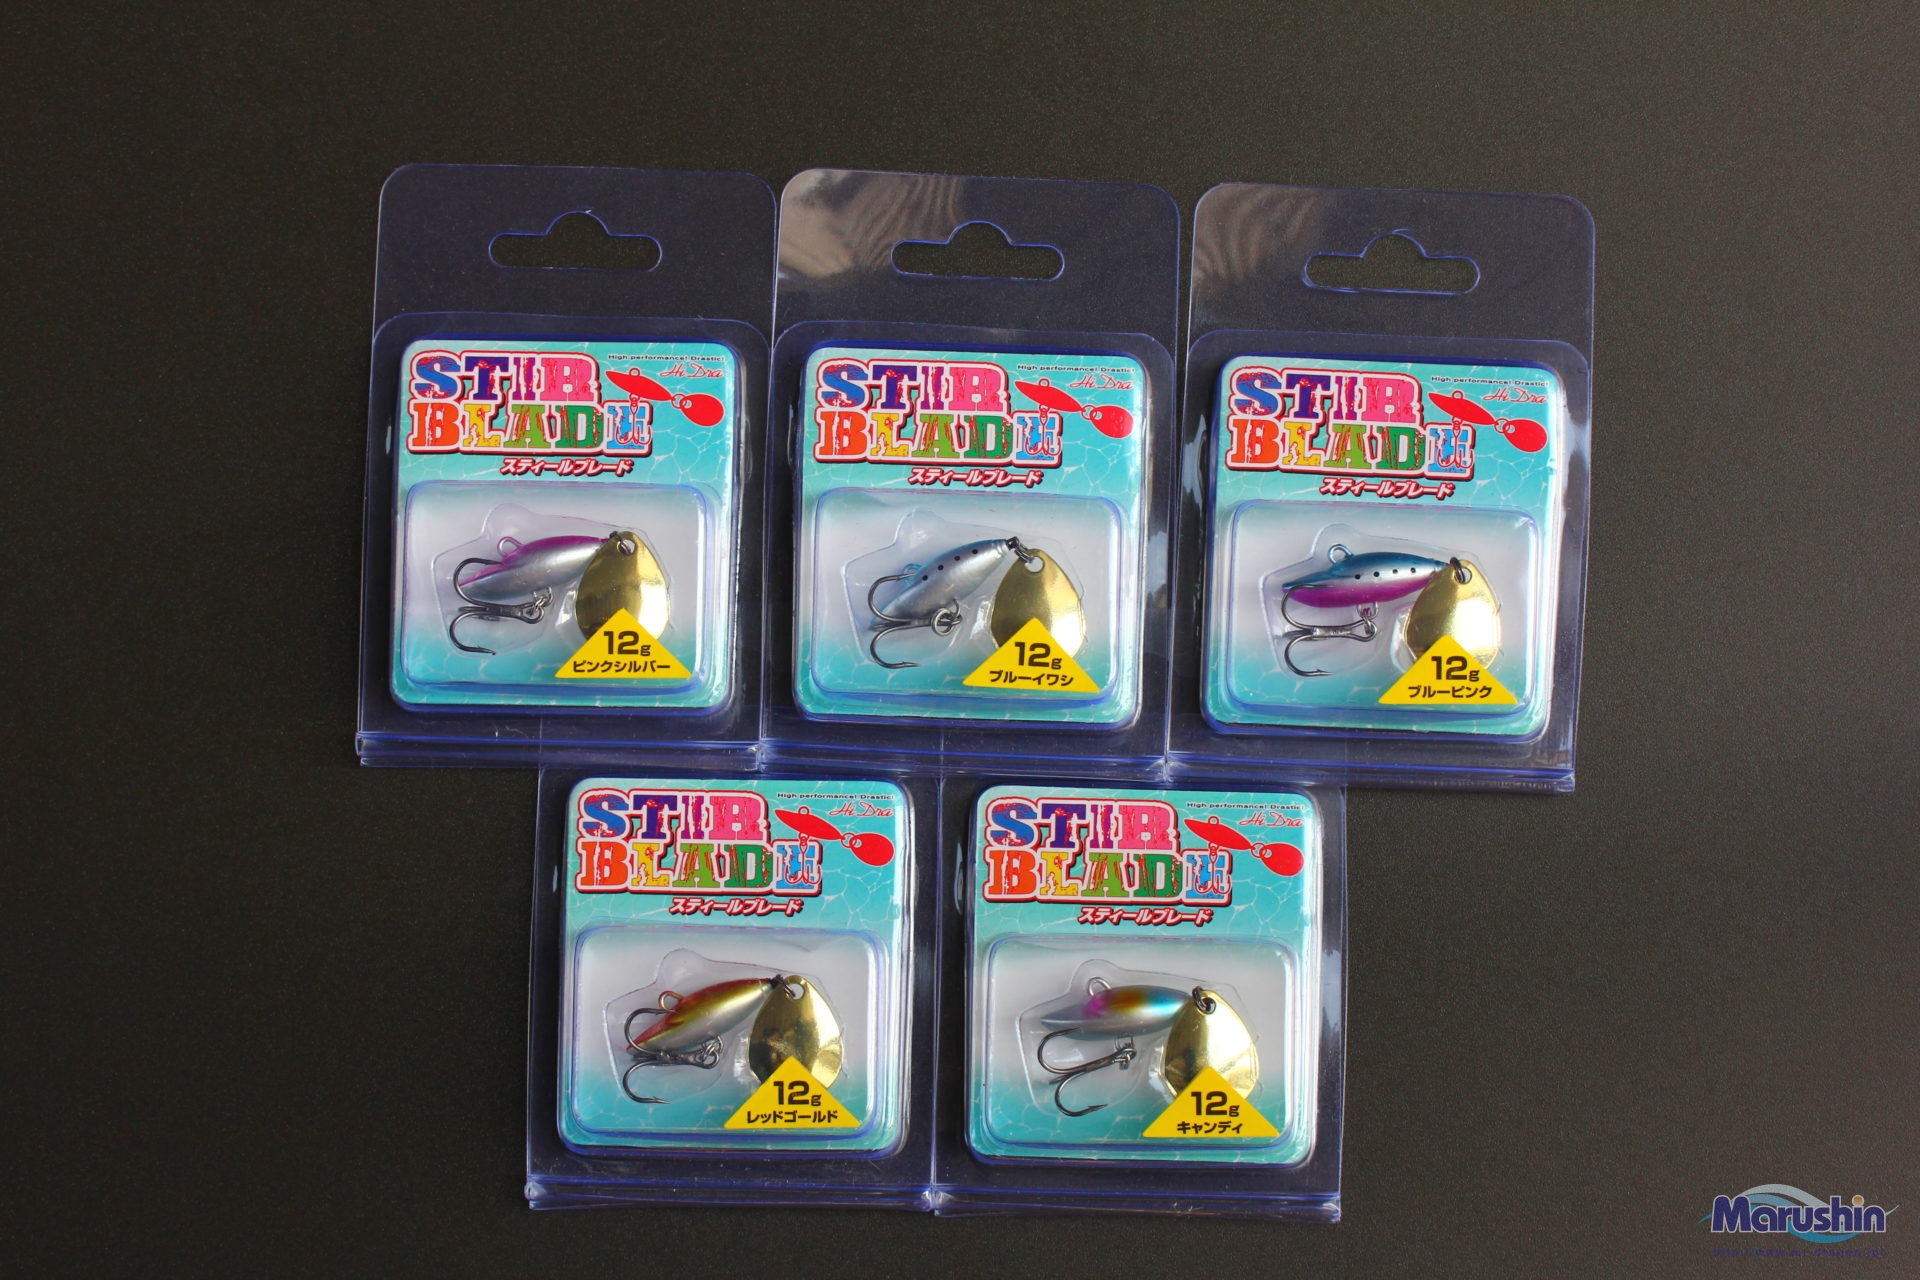 High performance! Drastic!
Hi Dra
STIR
BLADE
スティールブレード
12g
ピンクシルバー
High performance! Drastic!
Hi Dra
STIR
BLADE
スティールブレード
12g
ブルーイワシ
High performance! Drastic!
Hi Dra
STIR
BLADE
スティールブレード
12g
ブルーピンク
High performance! Drastic!
Hi Dra
STIR
BLADE
スティールブレード
12g
レッドゴールド
High performance! Drastic!
Hi Dra
STIR
BLADE
スティールブレード
12g
キャンディ
Marushin